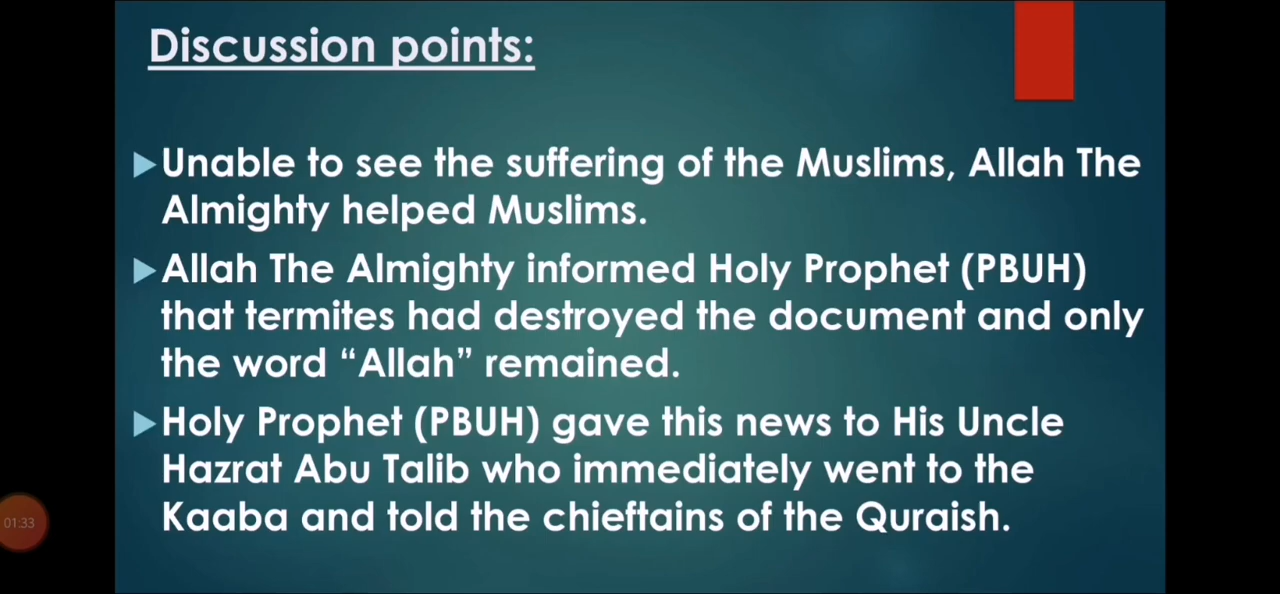 Discussion points:
Unable to see the suffering of the Muslims, Allah The
Almighty helped Muslims.
Allah The Almighty informed Holy Prophet (PBUH)
that termites had destroyed the document and only
the word “Allah” remained.
Holy Prophet (PBUH) gave this news to His Uncle
Hazrat Abu Talib who immediately went to the
Kaaba and told the chieftains of the Quraish.
01:33